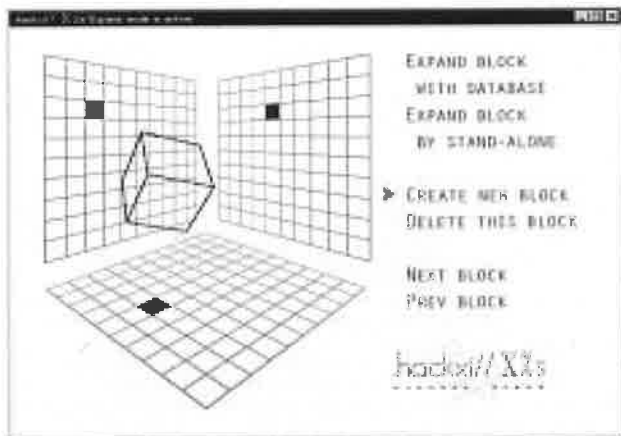 EXPAND BLOCK
WITH DATABASE
EXPAND BLOCK
BY STAND-ALONE
CREATE NEW BLOCK
DELETE THIS BLOCK
NEXT BLOCK
PREV BLOCK